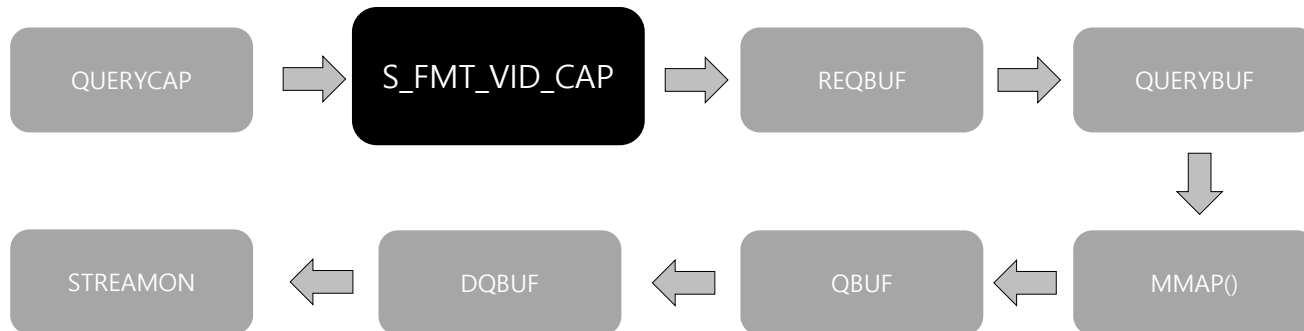 QUERYCAP
S_FMT_VID_CAP
REQBUF
QUERYBUF
MMAP()
QBUF
DQBUF
STREAMON